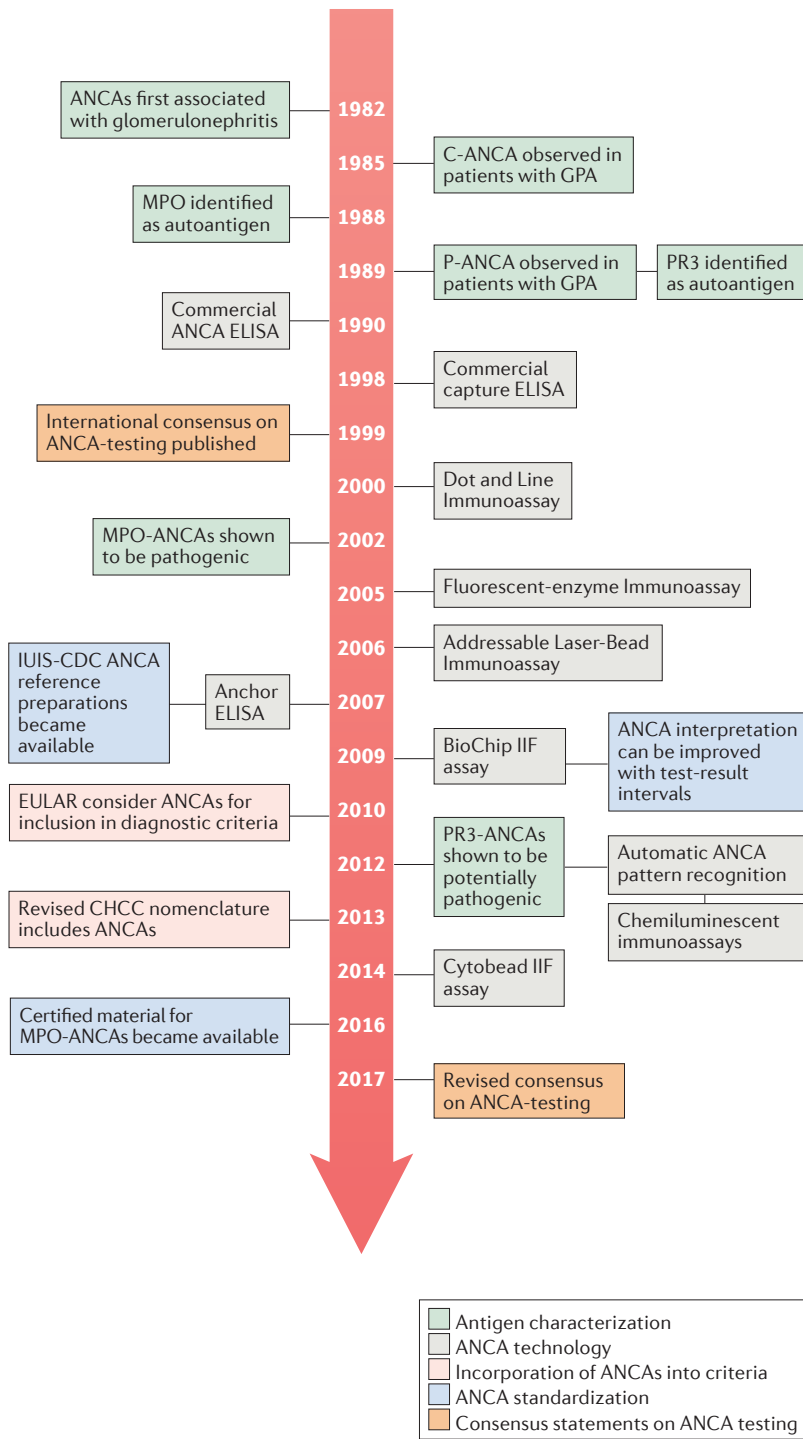 ANCAs first associated
with glomerulonephritis
1982
1985
C-ANCA observed in
patients with GPA
MPO identified
as autoantigen
1988
1989
P-ANCA observed in
patients with GPA
PR3 identified
as autoantigen
Commercial
ANCA ELISA
1990
1998
Commercial
capture ELISA
International consensus on
ANCA-testing published
1999
2000
Dot and Line
Immunoassay
MPO-ANCAs shown
to be pathogenic
2002
2005
Fluorescent-enzyme Immunoassay
2006
Addressable Laser-Bead
Immunoassay
IUIS-CDC ANCA
reference
preparations
became
available
Anchor
ELISA
2007
2009
BioChip IIF
assay
ANCA interpretation
can be improved
with test-result
intervals
EULAR consider ANCAs for
inclusion in diagnostic criteria
2010
2012
PR3-ANCAs
shown to be
potentially
pathogenic
Automatic ANCA
pattern recognition
Chemiluminescent
immunoassays
Revised CHCC nomenclature
includes ANCAs
2013
2014
Cytobead IIF
assay
Certified material for
MPO-ANCAs became available
2016
2017
Revised consensus
on ANCA-testing
Antigen characterization
ANCA technology
Incorporation of ANCAs into criteria
ANCA standardization
Consensus statements on ANCA testing